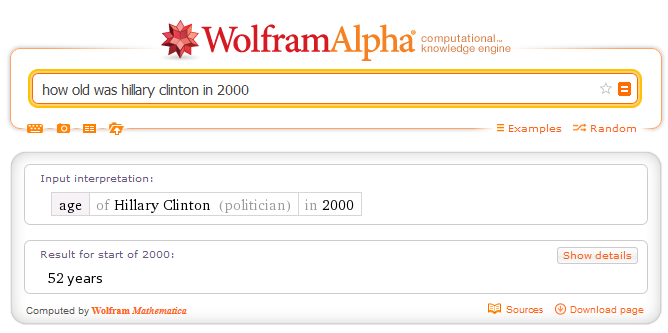 WolframAlpha® computational...
knowledge engine
how old was hillary clinton in 2000
Examples Random
Input interpretation:
age of Hillary Clinton (politician) in 2000
Result for start of 2000: Show details
52 years
Computed by Wolfram Mathematica Sources Download page